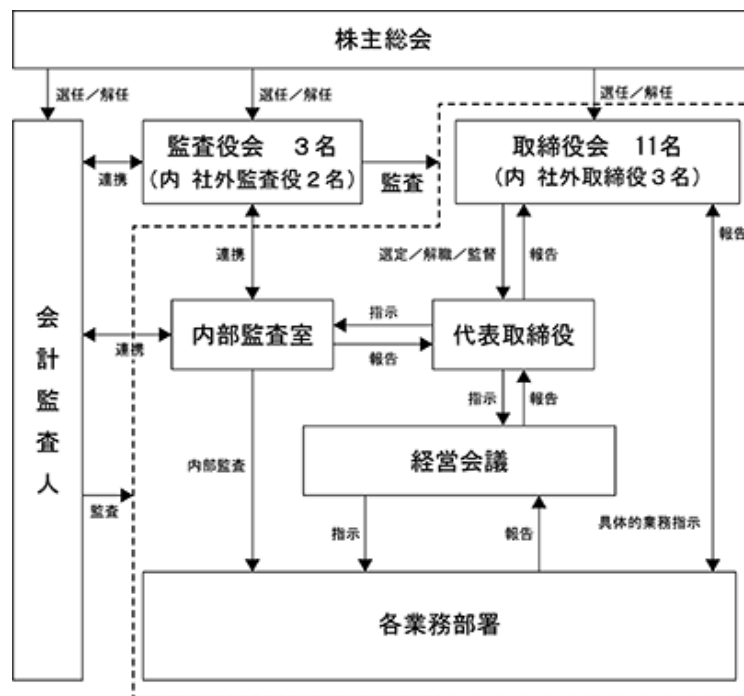 株主総会
選任／解任
選任／解任
選任／解任
監査役会　３名
（内 社外監査役２名）
取締役会　11名
（内 社外取締役３名）
連携
監査
連携
選定／解職／監督
報告
報告
会計監査人
内部監査室
代表取締役
指示
報告
連携
指示
報告
経営会議
内部監査
監査
指示
報告
具体的業務指示
各業務部署